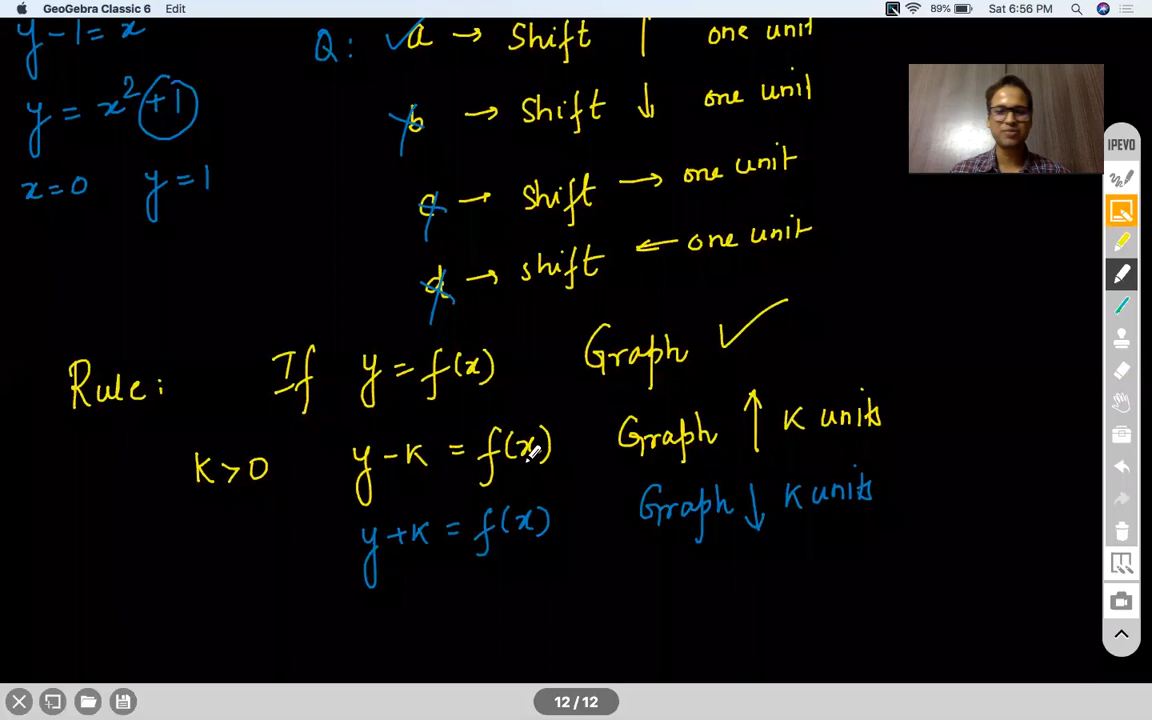 GeoGebra Classic 6 Edit 89% Sat 6:56 PM
y-1=x
Q: a → Shift ↑ one unit
y = x²+1
b → Shift ↓ one unit
x=0 y=1
c → Shift → one unit
d → shift ← one unit
IPEVO
Rule: If y = f(x) Graph ✓
K>0 y-K = f(x) Graph ↑ K units
y+K = f(x) Graph ↓ K units
12/12